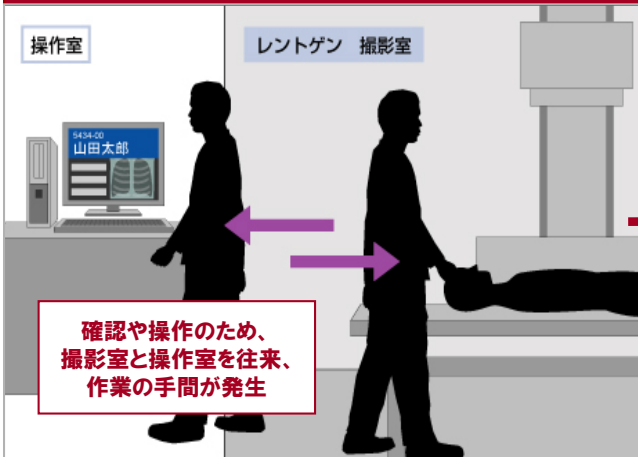 操作室
レントゲン 撮影室
5434-00
山田太郎
確認や操作のため、
撮影室と操作室を往来、
作業の手間が発生